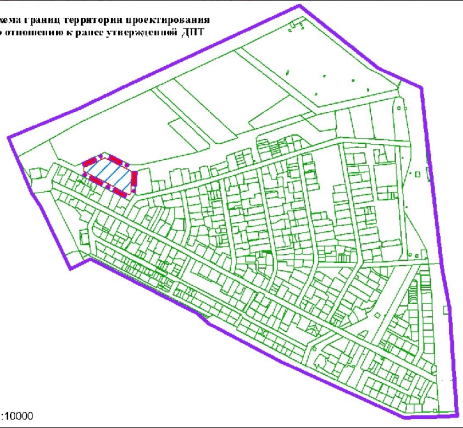 хема границ территории проектирования
о отношению к ранее утвержденной ДПТ
:10000